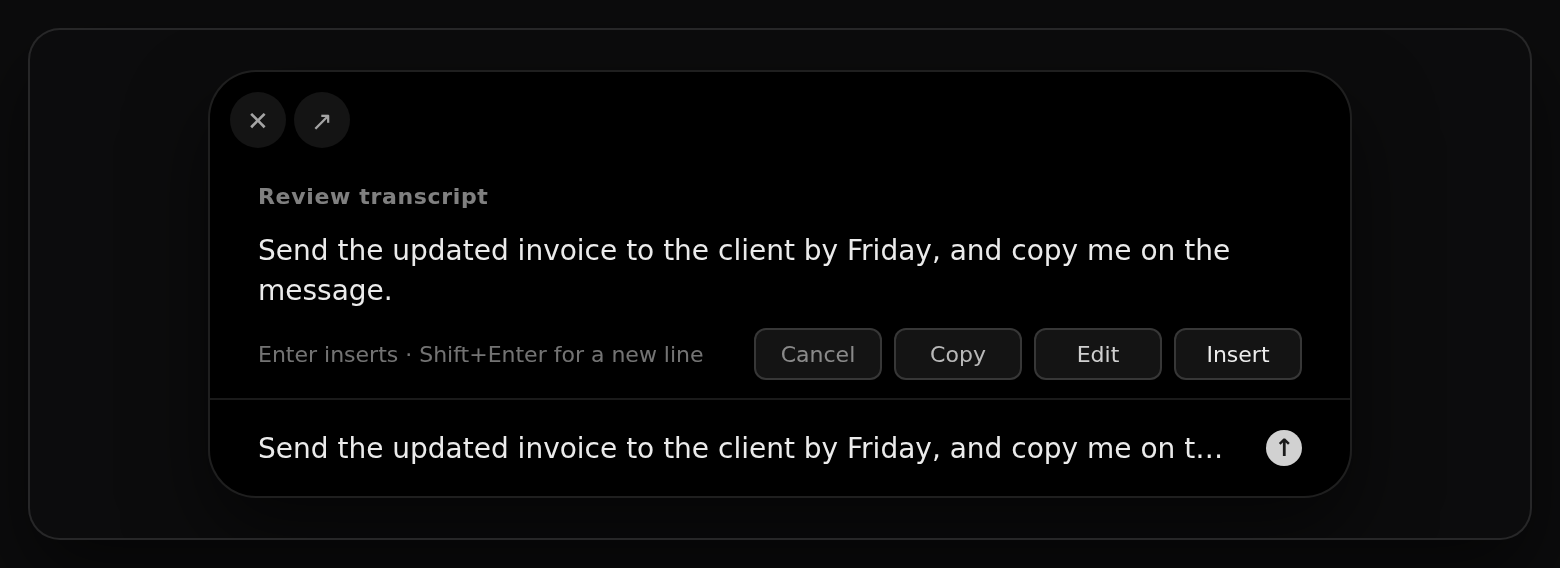 Review transcript
Send the updated invoice to the client by Friday, and copy me on the
message.
Enter inserts · Shift+Enter for a new line
Cancel
Copy
Edit
Insert
Send the updated invoice to the client by Friday, and copy me on t…